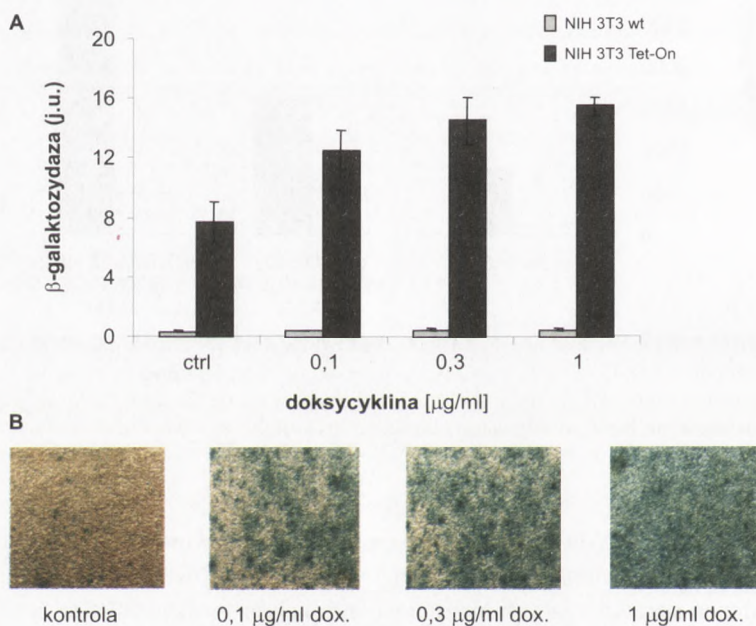 A
NIH 3T3 wt
NIH 3T3 Tet-On
β-galaktozydaza (j.u.)
20
16
12
8
4
0
ctrl 0,1 0,3 1
doksycyklina [μg/ml]
B
kontrola 0,1 μg/ml dox. 0,3 μg/ml dox. 1 μg/ml dox.